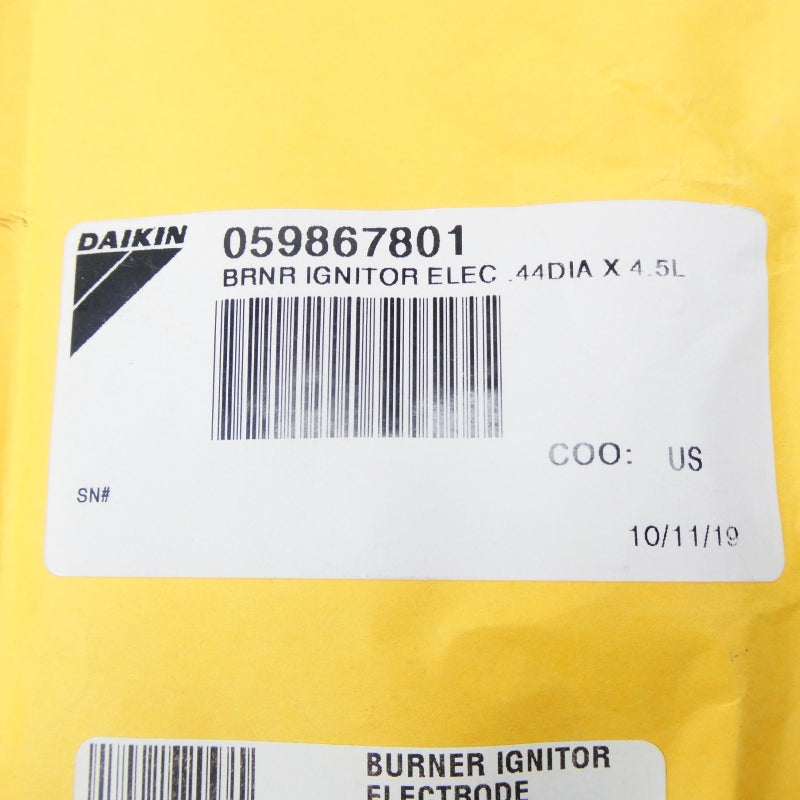 DAIKIN
059867801
BRNR IGNITOR ELEC .44DIA X 4.5L
COO: US
SN#
10/11/19
BURNER IGNITOR
ELECTRODE